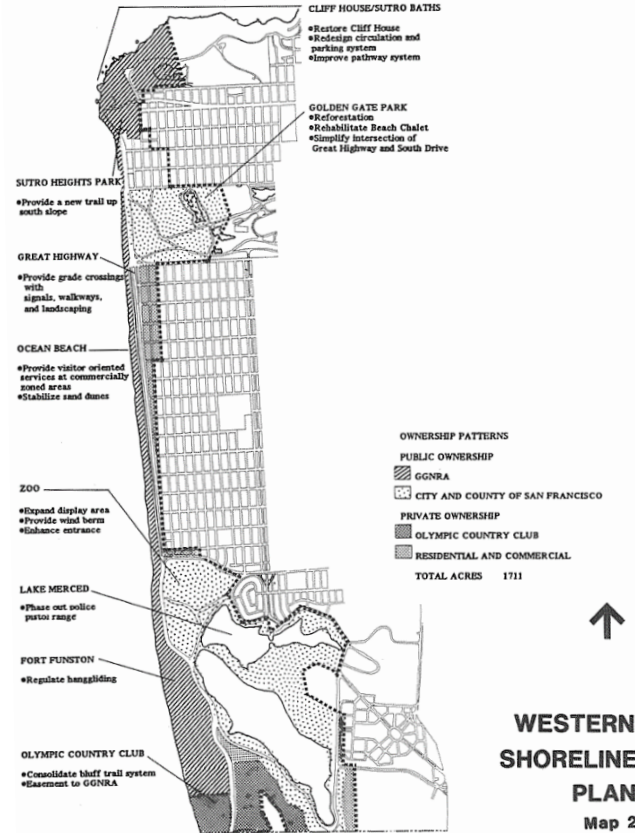 CLIFF HOUSE/SUTRO BATHS
•Restore Cliff House
•Redesign circulation and
parking system
•Improve pathway system
GOLDEN GATE PARK
•Reforestation
•Rehabilitate Beach Chalet
•Simplify intersection of
Great Highway and South Drive
SUTRO HEIGHTS PARK
•Provide a new trail up
south slope
GREAT HIGHWAY
•Provide grade crossings
with
signals, walkways,
and landscaping
OCEAN BEACH
•Provide visitor oriented
services at commercially
zoned areas
•Stabilize sand dunes
ZOO
•Expand display area
•Provide wind berm
•Enhance entrance
LAKE MERCED
•Phase out police
pistol range
FORT FUNSTON
•Regulate hanggliding
OLYMPIC COUNTRY CLUB
•Consolidate bluff trail system
•Easement to GGNRA
OWNERSHIP PATTERNS
PUBLIC OWNERSHIP
GGNRA
CITY AND COUNTY OF SAN FRANCISCO
PRIVATE OWNERSHIP
OLYMPIC COUNTRY CLUB
RESIDENTIAL AND COMMERCIAL
TOTAL ACRES 1711
WESTERN
SHORELINE
PLAN
Map 2